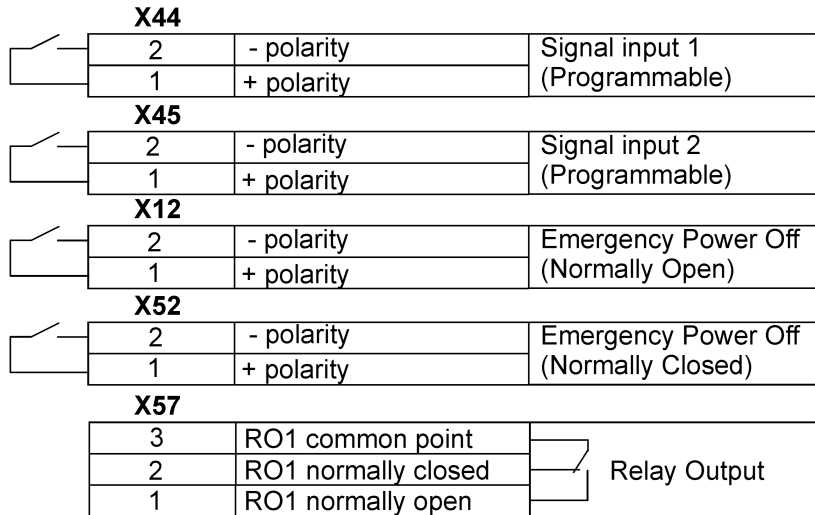 X44
2 - polarity Signal input 1
1 + polarity (Programmable)
X45
2 - polarity Signal input 2
1 + polarity (Programmable)
X12
2 - polarity Emergency Power Off
1 + polarity (Normally Open)
X52
2 - polarity Emergency Power Off
1 + polarity (Normally Closed)
X57
3 RO1 common point
2 RO1 normally closed Relay Output
1 RO1 normally open